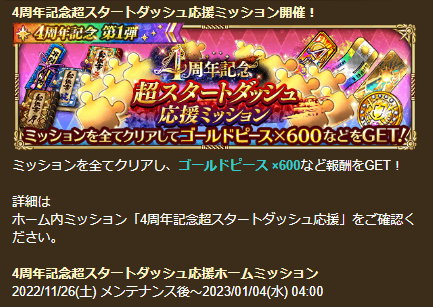 4周年記念超スタートダッシュ応援ミッション開催！
4周年記念 第1弾
4周年記念
超スタートダッシュ
応援ミッション
ミッションを全てクリアしてゴールドピース×600などをGET!
ミッションを全てクリアし、ゴールドピース ×600など報酬をGET！
詳細は
ホーム内ミッション「4周年記念超スタートダッシュ応援」をご確認く
ださい。
4周年記念超スタートダッシュ応援ホームミッション
2022/11/26(土) メンテナンス後～2023/01/04(水) 04:00